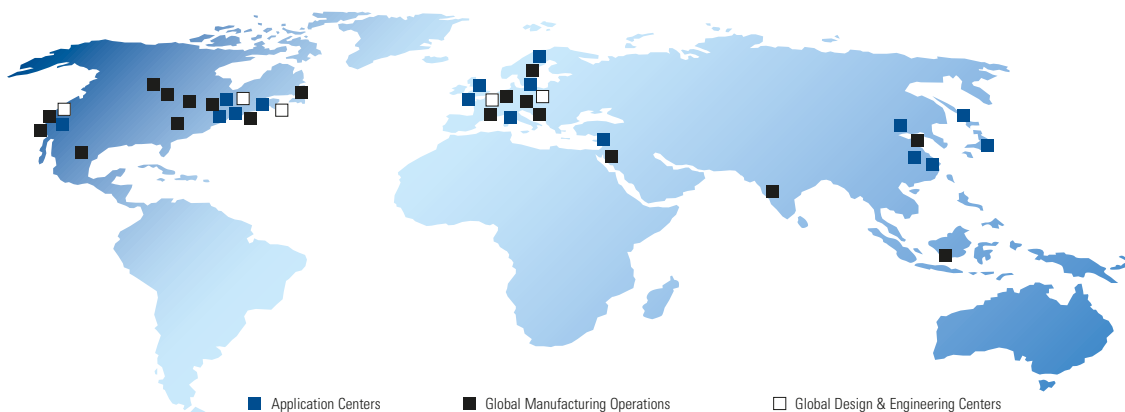 Application Centers
Global Manufacturing Operations
Global Design & Engineering Centers